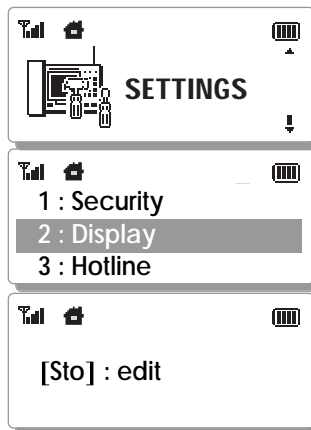 SETTINGS
1 : Security
2 : Display
3 : Hotline
[Sto] : edit